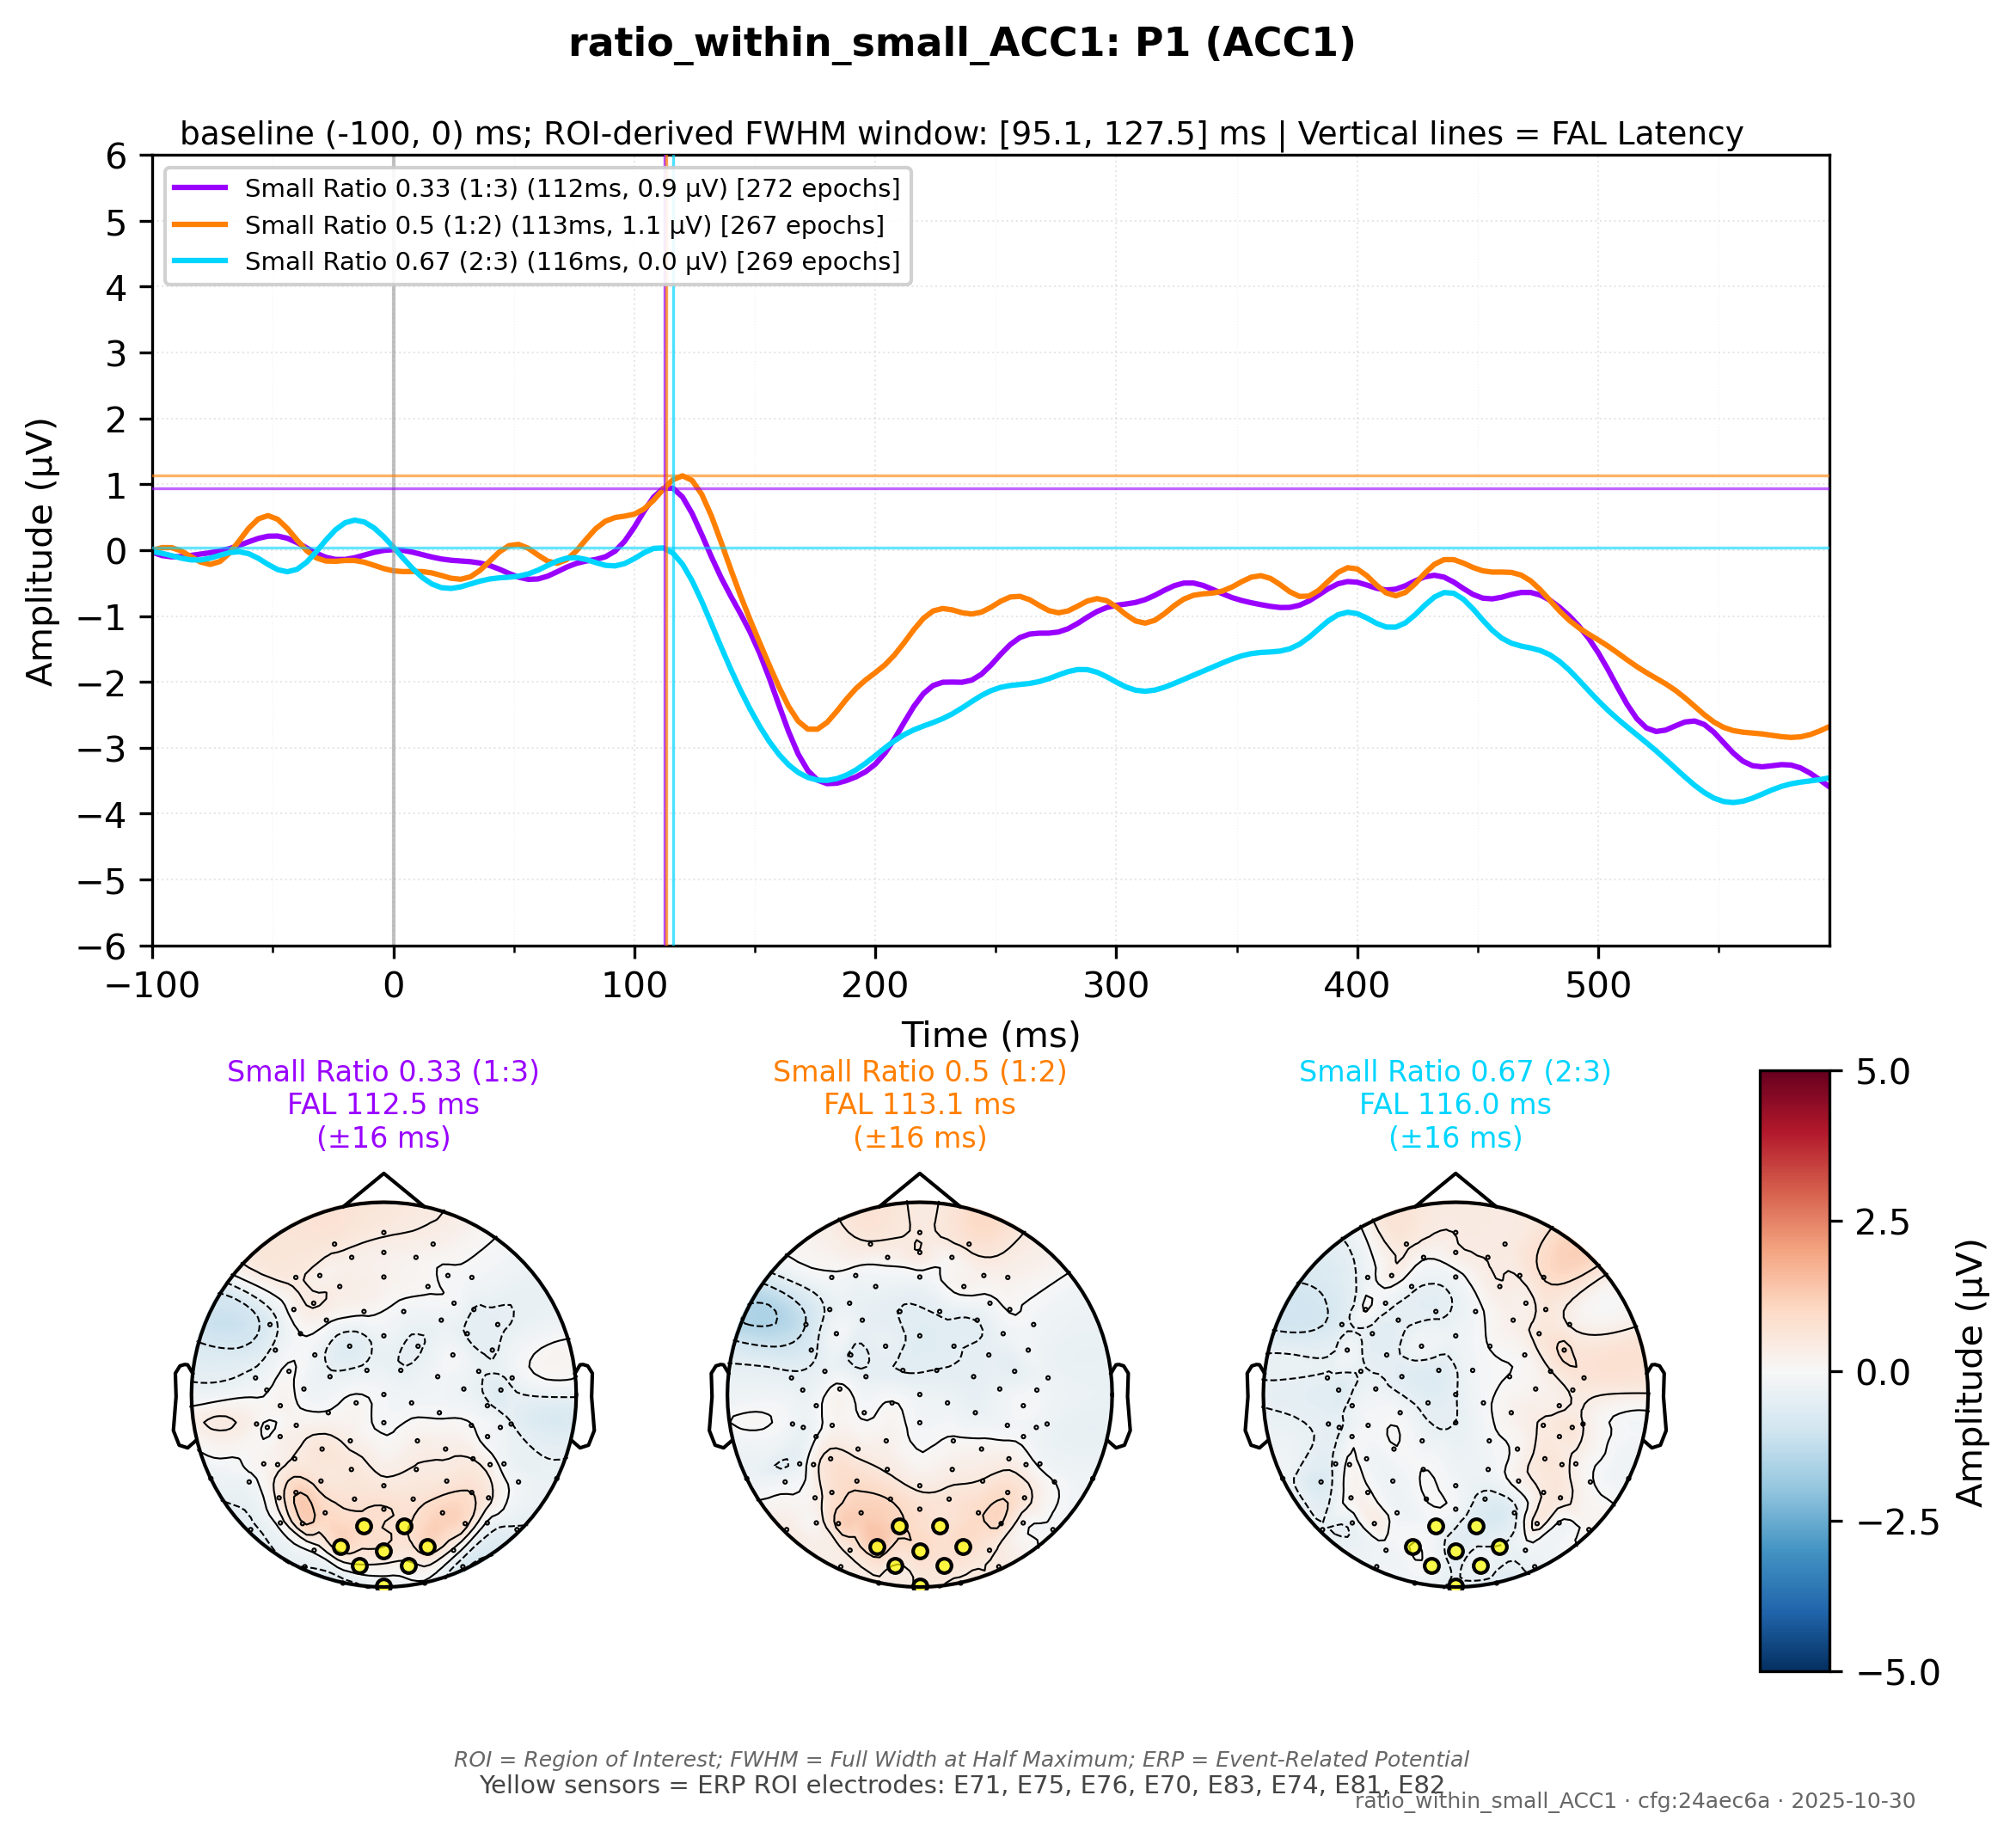 ratio_within_small_ACC1: P1 (ACC1)
baseline (-100, 0) ms; ROI-derived FWHM window: [95.1, 127.5] ms | Vertical lines = FAL Latency
Small Ratio 0.33 (1:3) (112ms, 0.9 µV) [272 epochs]
Small Ratio 0.5 (1:2) (113ms, 1.1 µV) [267 epochs]
Small Ratio 0.67 (2:3) (116ms, 0.0 µV) [269 epochs]
Amplitude (µV)
6
5
4
3
2
1
0
−1
−2
−3
−4
−5
−6
−100 0 100 200 300 400 500
Time (ms)
Small Ratio 0.33 (1:3)
FAL 112.5 ms
(±16 ms)
Small Ratio 0.5 (1:2)
FAL 113.1 ms
(±16 ms)
Small Ratio 0.67 (2:3)
FAL 116.0 ms
(±16 ms)
5.0
2.5
0.0
−2.5
−5.0
Amplitude (µV)
ROI = Region of Interest; FWHM = Full Width at Half Maximum; ERP = Event-Related Potential
Yellow sensors = ERP ROI electrodes: E71, E75, E76, E70, E83, E74, E81, E82
ratio_within_small_ACC1 · cfg:24aec6a · 2025-10-30